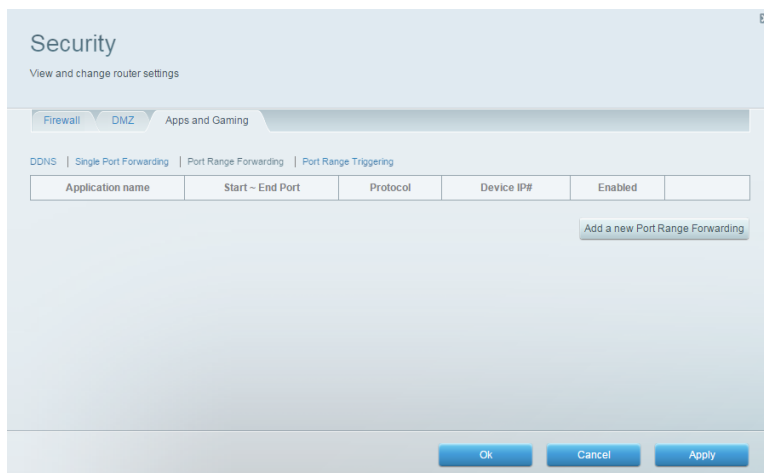 Security
View and change router settings
Firewall DMZ Apps and Gaming
DDNS | Single Port Forwarding | Port Range Forwarding | Port Range Triggering
Application name Start ~ End Port Protocol Device IP# Enabled
Add a new Port Range Forwarding
Ok Cancel Apply